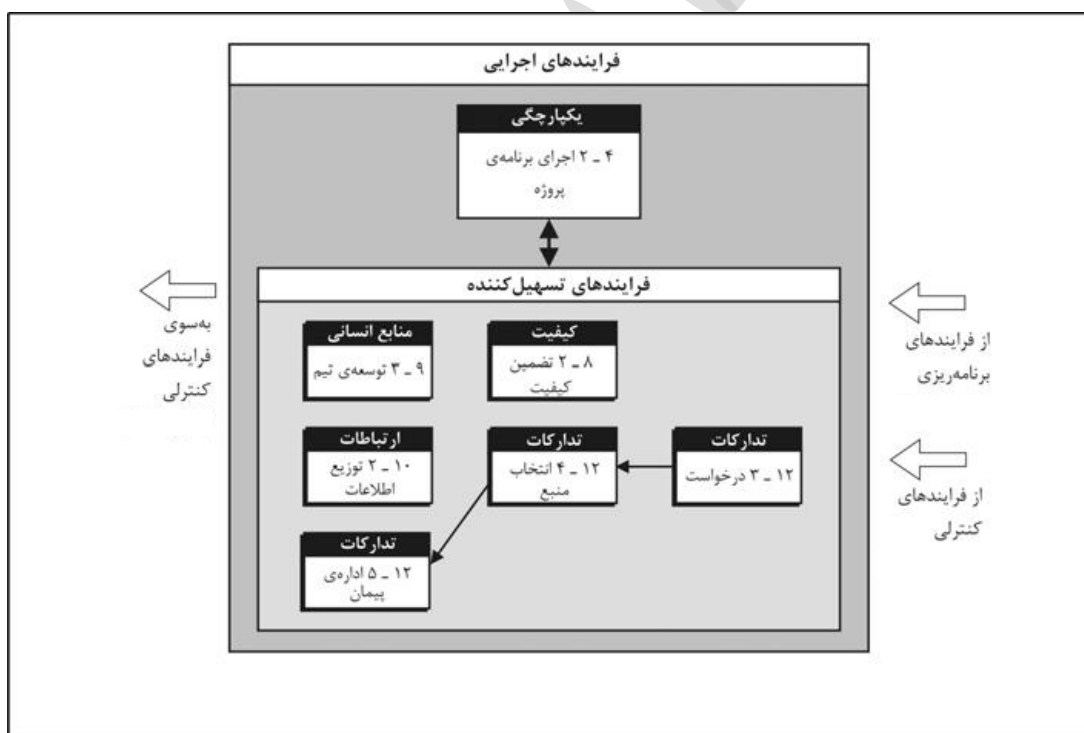 فرایندهای اجرایی
یکپارچگی
۴ ـ ۲ اجرای برنامه‌ی
پروژه
فرایندهای تسهیل‌کننده
از فرایندهای
برنامه‌ریزی
از فرایندهای
کنترلی
کیفیت
۸ ـ ۲ تضمین
کیفیت
منابع انسانی
۹ ـ ۳ توسعه‌ی تیم
تدارکات
۱۲ ـ ۳ درخواست
تدارکات
۱۲ ـ ۴ انتخاب
منبع
ارتباطات
۱۰ ـ ۲ توزیع
اطلاعات
تدارکات
۱۲ ـ ۵ اداره‌ی
پیمان
به‌سوی
فرایندهای
کنترلی